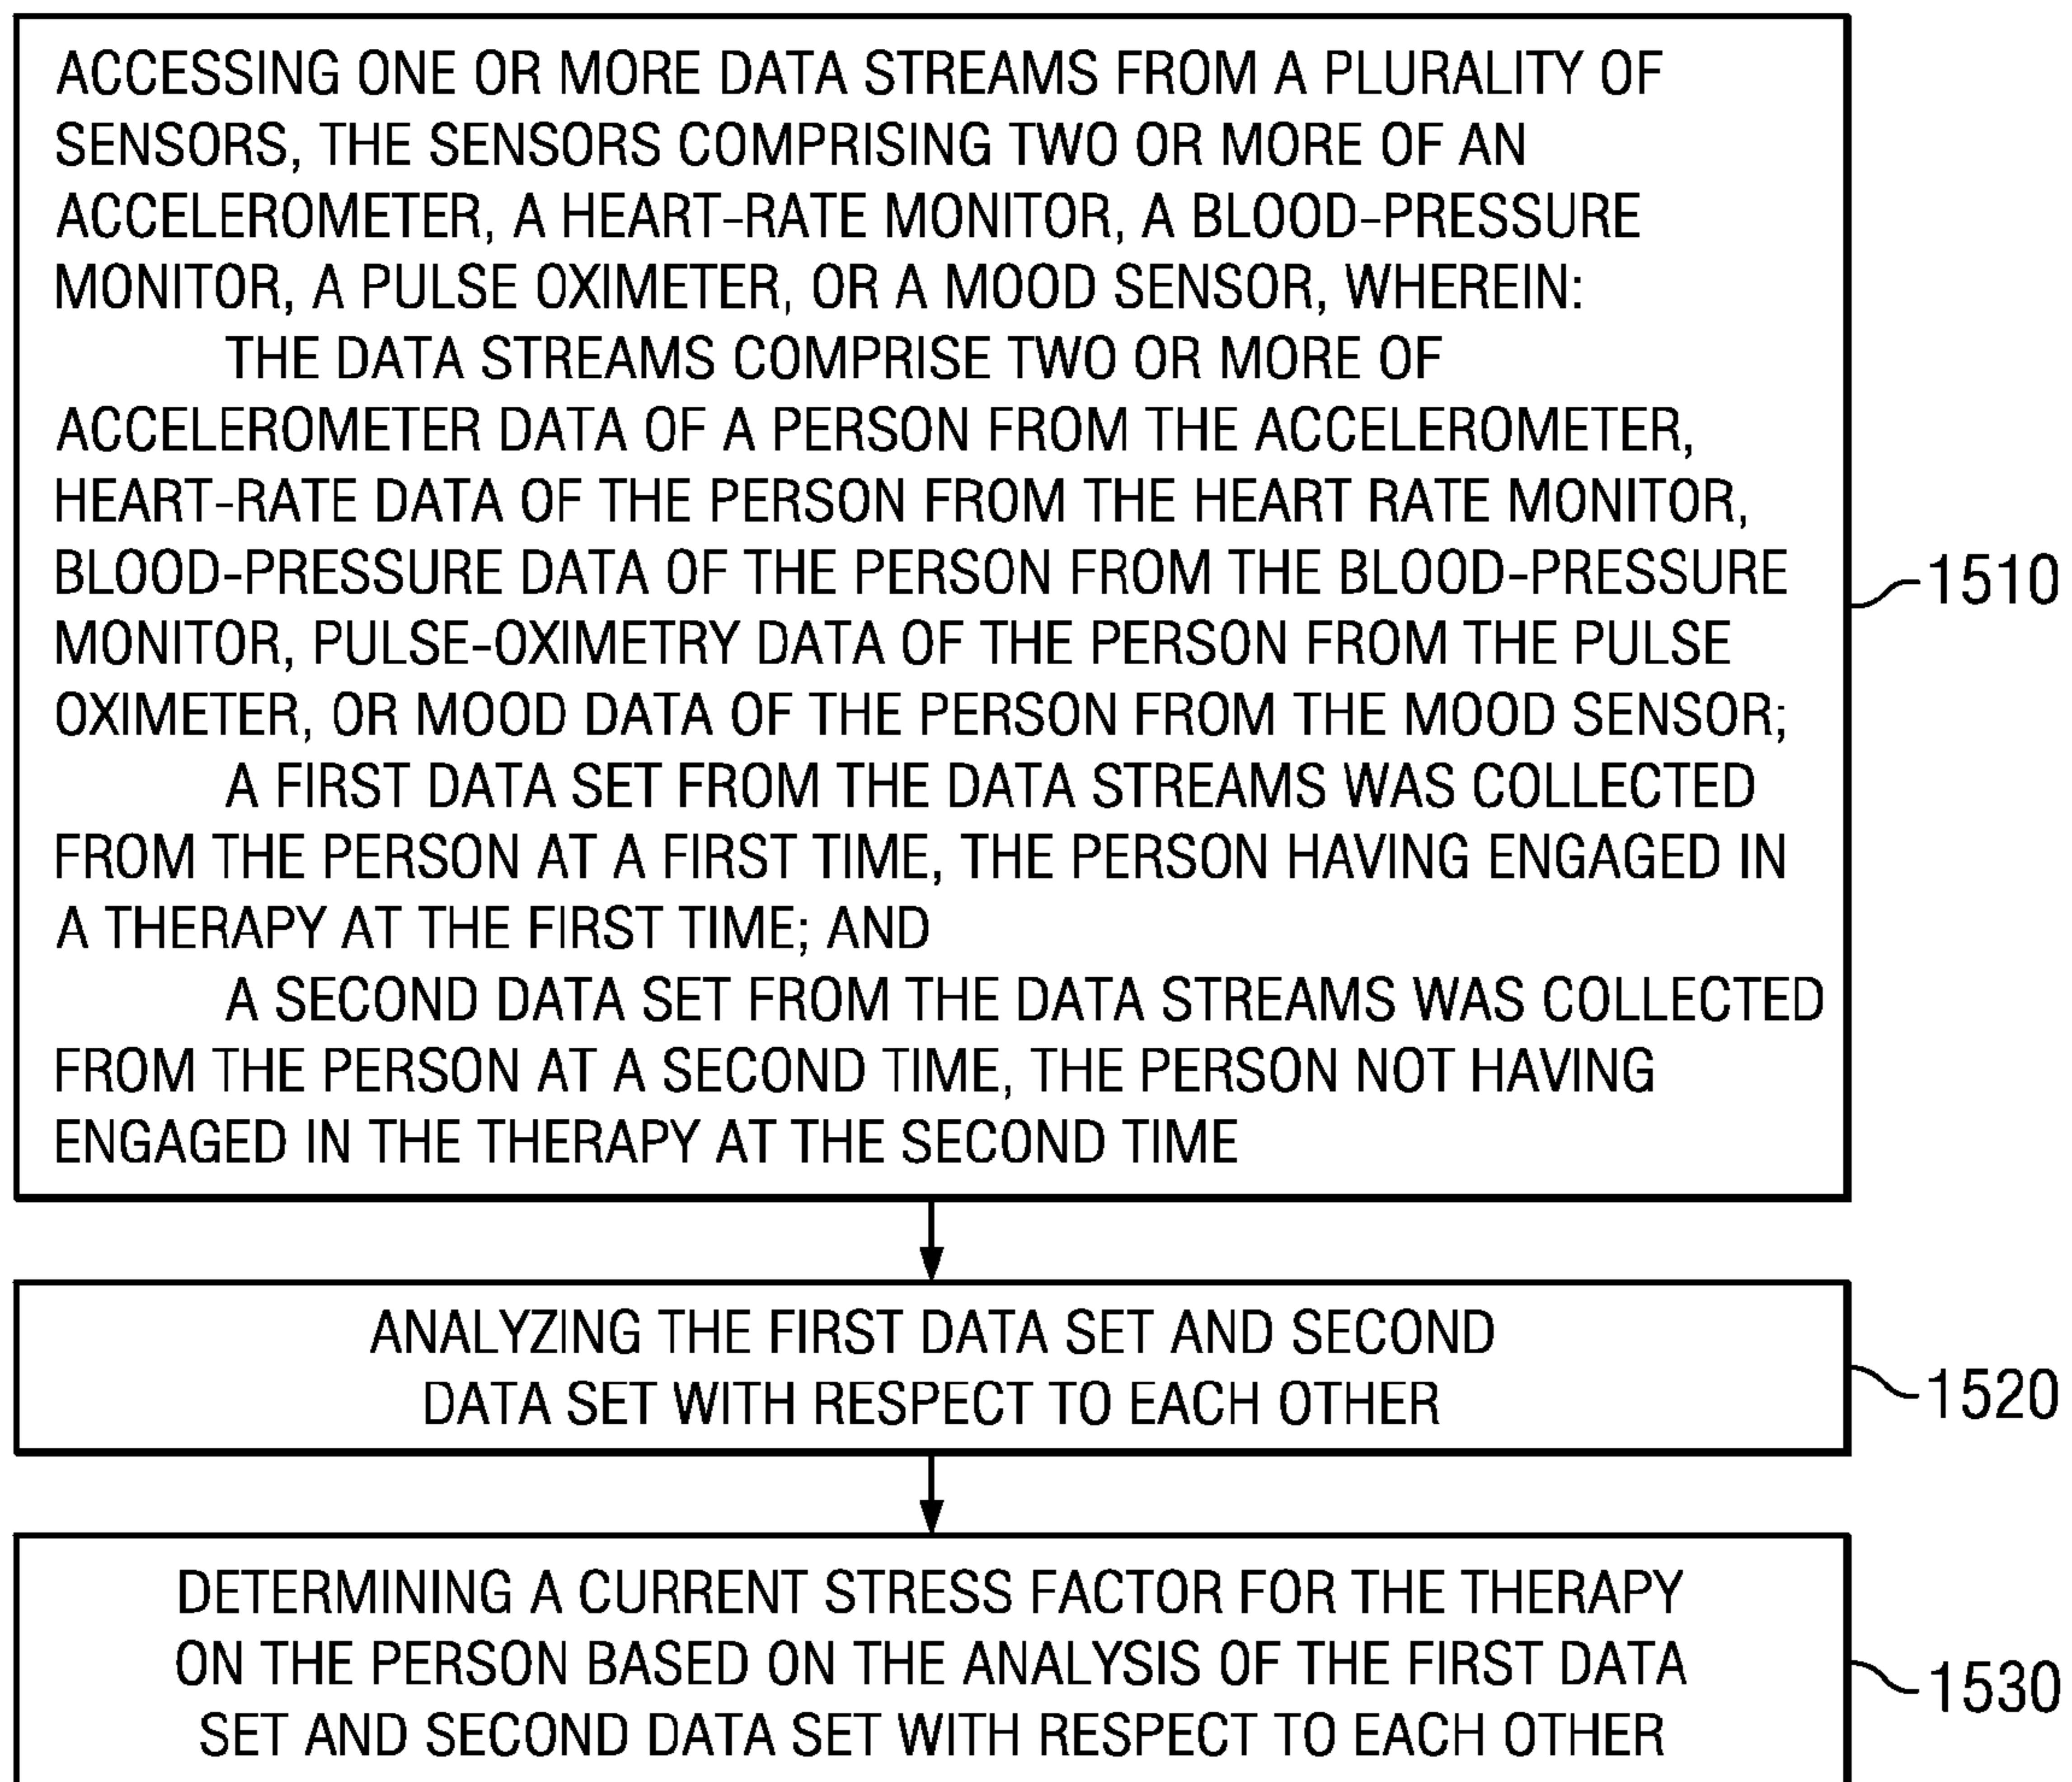 ACCESSING ONE OR MORE DATA STREAMS FROM A PLURALITY OF
SENSORS, THE SENSORS COMPRISING TWO OR MORE OF AN
ACCELEROMETER, A HEART-RATE MONITOR, A BLOOD-PRESSURE
MONITOR, A PULSE OXIMETER, OR A MOOD SENSOR, WHEREIN:
THE DATA STREAMS COMPRISE TWO OR MORE OF
ACCELEROMETER DATA OF A PERSON FROM THE ACCELEROMETER,
HEART-RATE DATA OF THE PERSON FROM THE HEART RATE MONITOR,
BLOOD-PRESSURE DATA OF THE PERSON FROM THE BLOOD-PRESSURE
MONITOR, PULSE-OXIMETRY DATA OF THE PERSON FROM THE PULSE
OXIMETER, OR MOOD DATA OF THE PERSON FROM THE MOOD SENSOR;
A FIRST DATA SET FROM THE DATA STREAMS WAS COLLECTED
FROM THE PERSON AT A FIRST TIME, THE PERSON HAVING ENGAGED IN
A THERAPY AT THE FIRST TIME; AND
A SECOND DATA SET FROM THE DATA STREAMS WAS COLLECTED
FROM THE PERSON AT A SECOND TIME, THE PERSON NOT HAVING
ENGAGED IN THE THERAPY AT THE SECOND TIME
1510
ANALYZING THE FIRST DATA SET AND SECOND
DATA SET WITH RESPECT TO EACH OTHER
1520
DETERMINING A CURRENT STRESS FACTOR FOR THE THERAPY
ON THE PERSON BASED ON THE ANALYSIS OF THE FIRST DATA
SET AND SECOND DATA SET WITH RESPECT TO EACH OTHER
1530